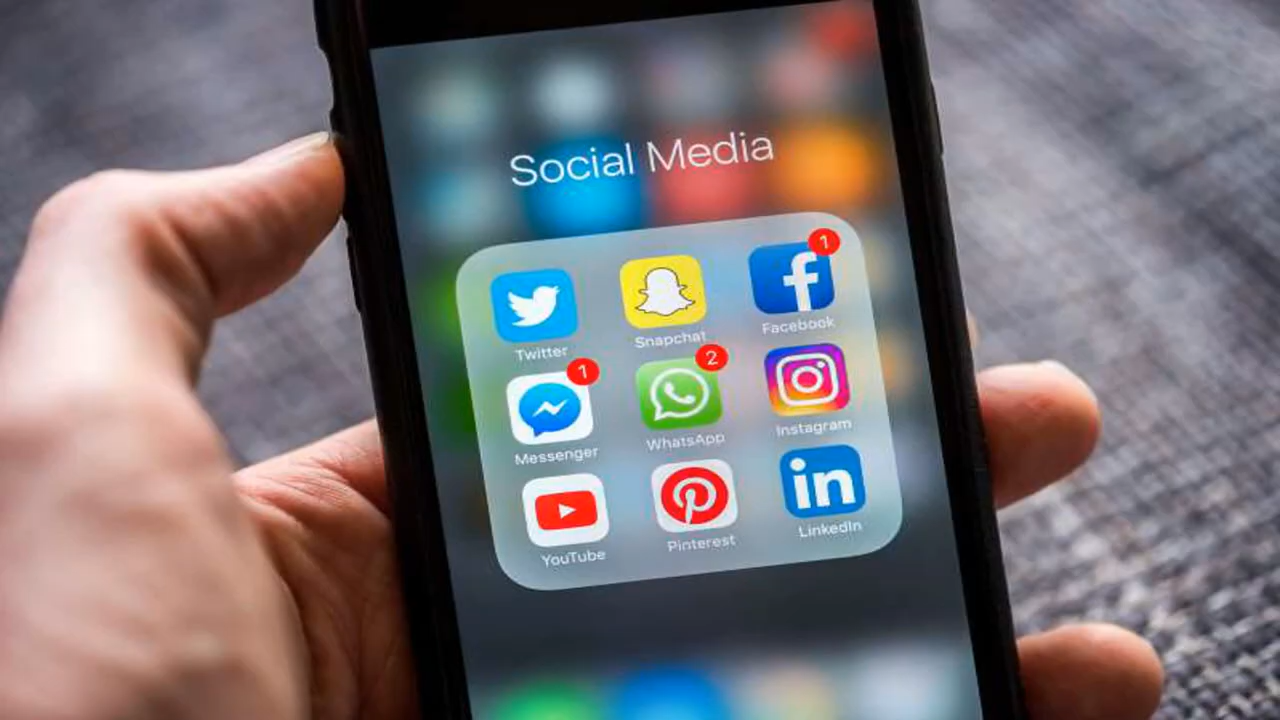 Social Media
1
Twitter
Snapchat
Facebook
1
2
Messenger
WhatsApp
Instagram
in
YouTube
Pinterest
LinkedIn